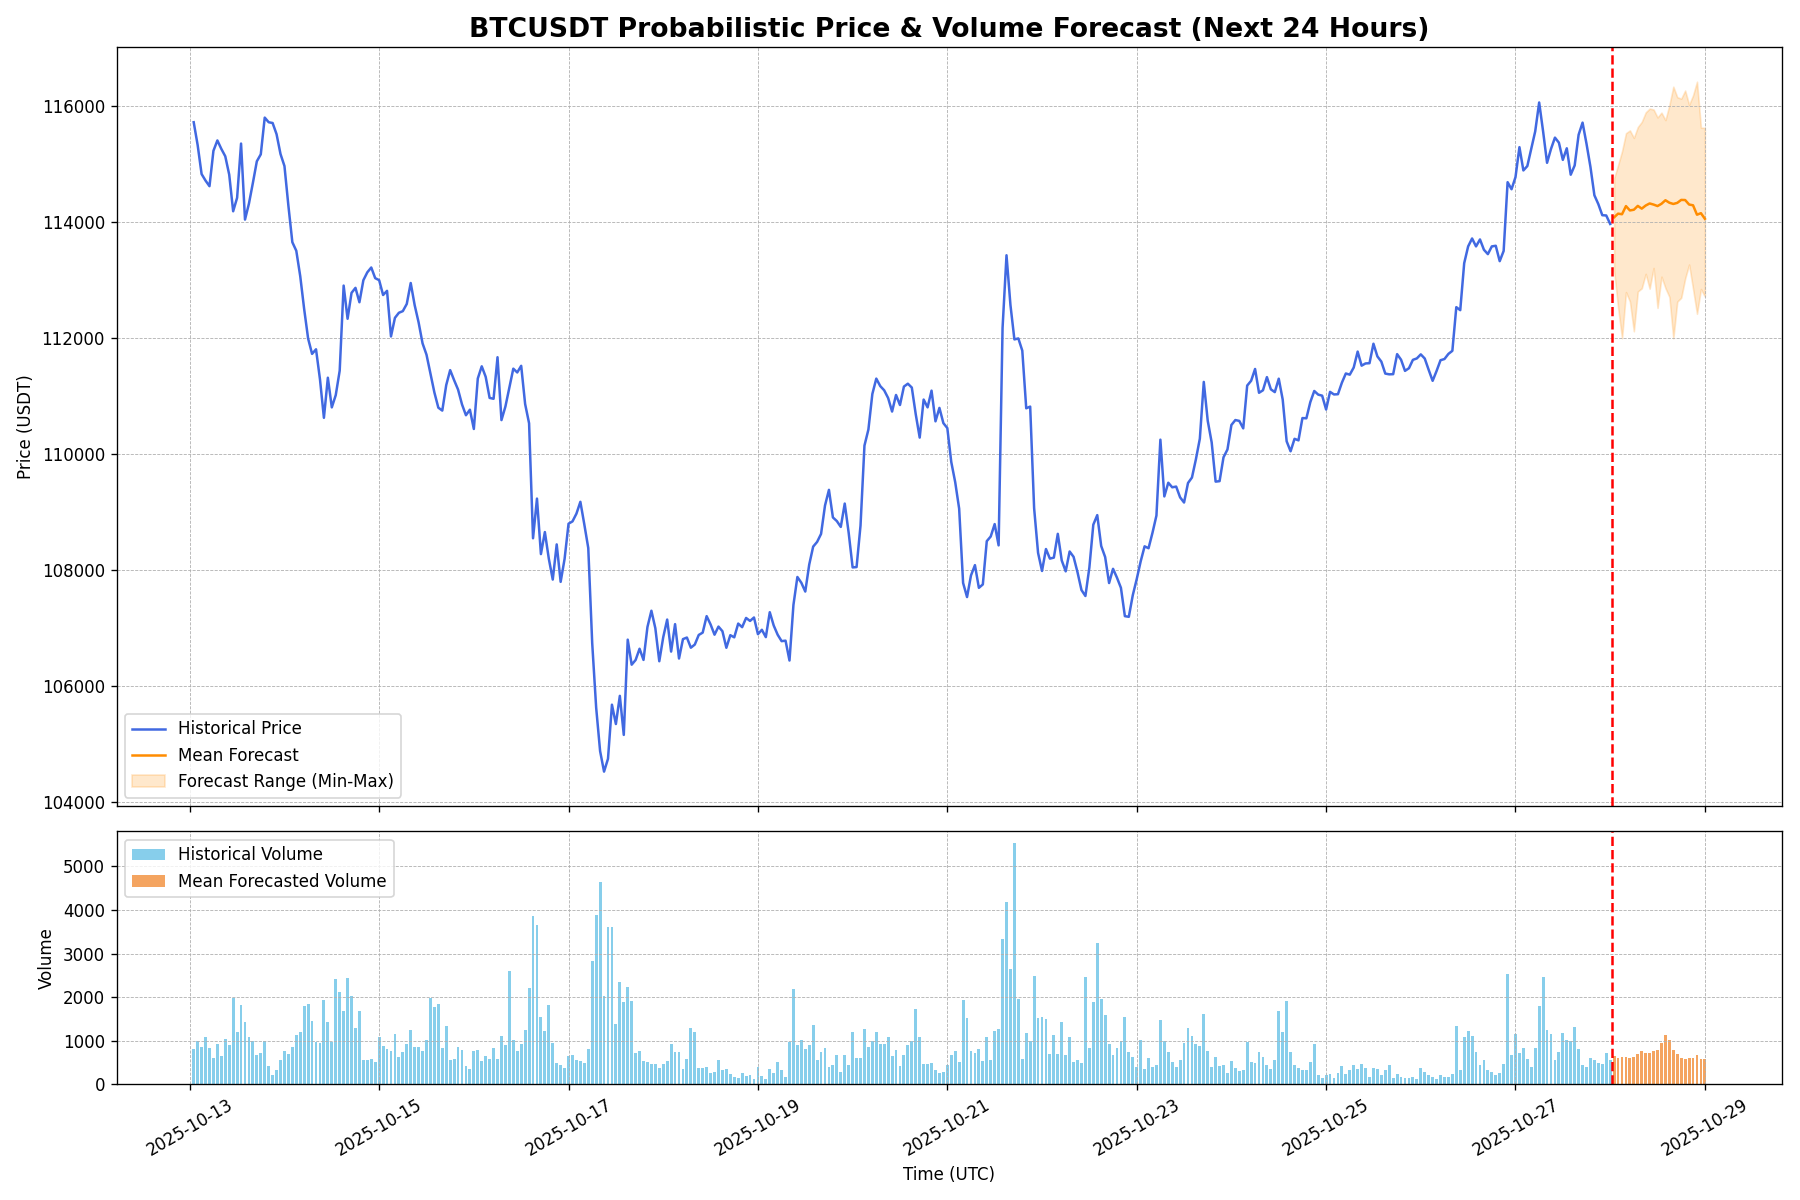 BTCUSDT Probabilistic Price & Volume Forecast (Next 24 Hours)
116000
114000
112000
110000
108000
106000
104000
Price (USDT)
Historical Price
Mean Forecast
Forecast Range (Min-Max)
Historical Volume
Mean Forecasted Volume
5000
4000
3000
2000
1000
0
Volume
2025-10-13
2025-10-15
2025-10-17
2025-10-19
2025-10-21
2025-10-23
2025-10-25
2025-10-27
2025-10-29
Time (UTC)